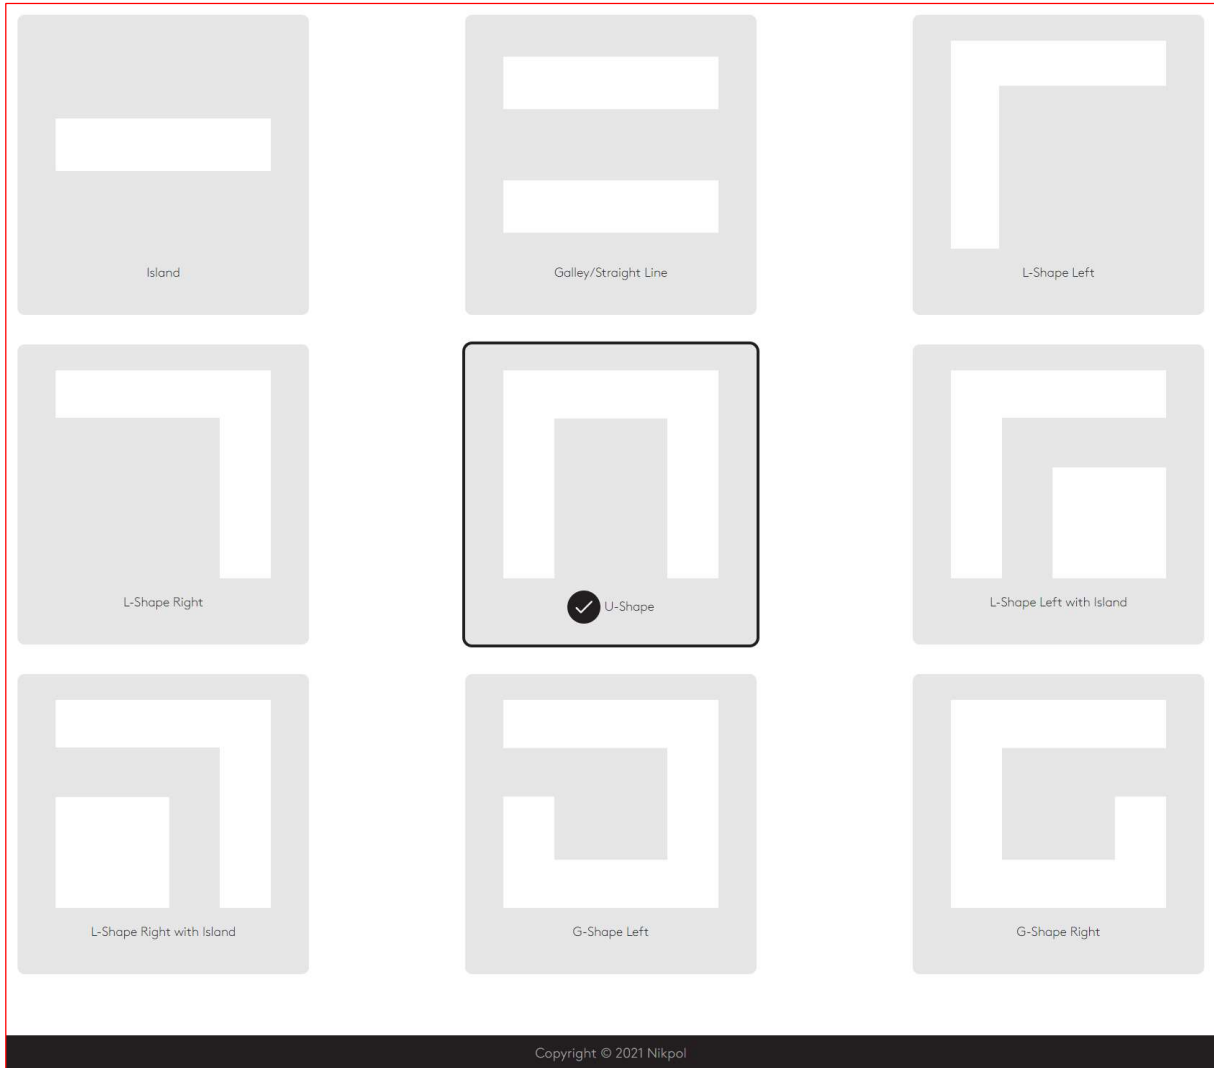 Island
Galley/Straight Line
L-Shape Left
L-Shape Right
U-Shape
L-Shape Left with Island
L-Shape Right with Island
G-Shape Left
G-Shape Right
Copyright © 2021 Nikpol